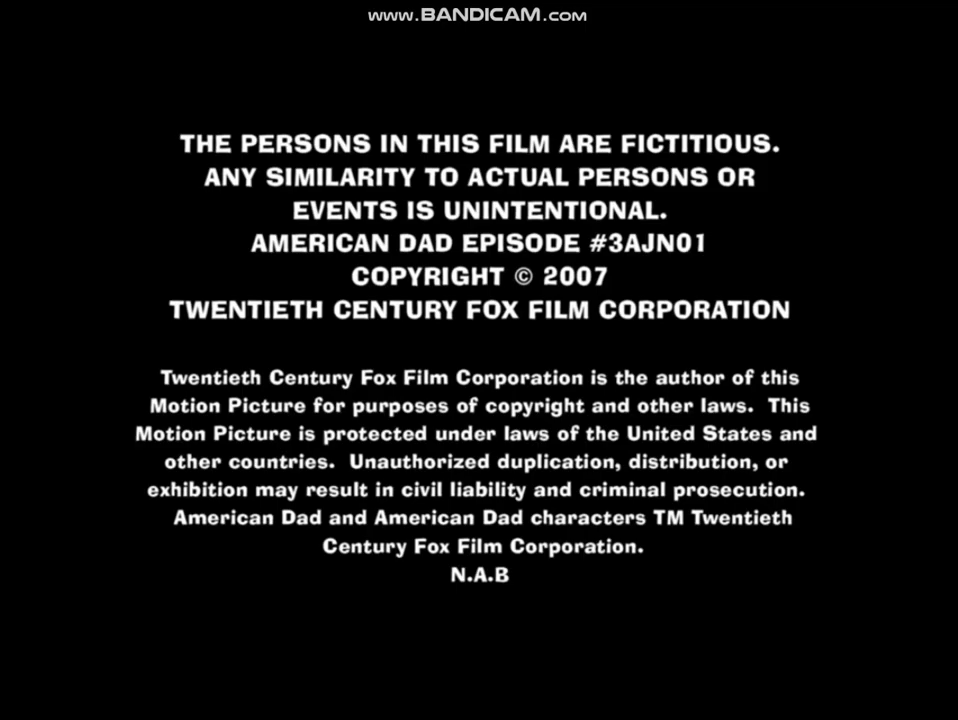 www.BANDICAM.com
THE PERSONS IN THIS FILM ARE FICTITIOUS.
ANY SIMILARITY TO ACTUAL PERSONS OR
EVENTS IS UNINTENTIONAL.
AMERICAN DAD EPISODE #3AJN01
COPYRIGHT © 2007
TWENTIETH CENTURY FOX FILM CORPORATION
Twentieth Century Fox Film Corporation is the author of this
Motion Picture for purposes of copyright and other laws. This
Motion Picture is protected under laws of the United States and
other countries. Unauthorized duplication, distribution, or
exhibition may result in civil liability and criminal prosecution.
American Dad and American Dad characters TM Twentieth
Century Fox Film Corporation.
N.A.B